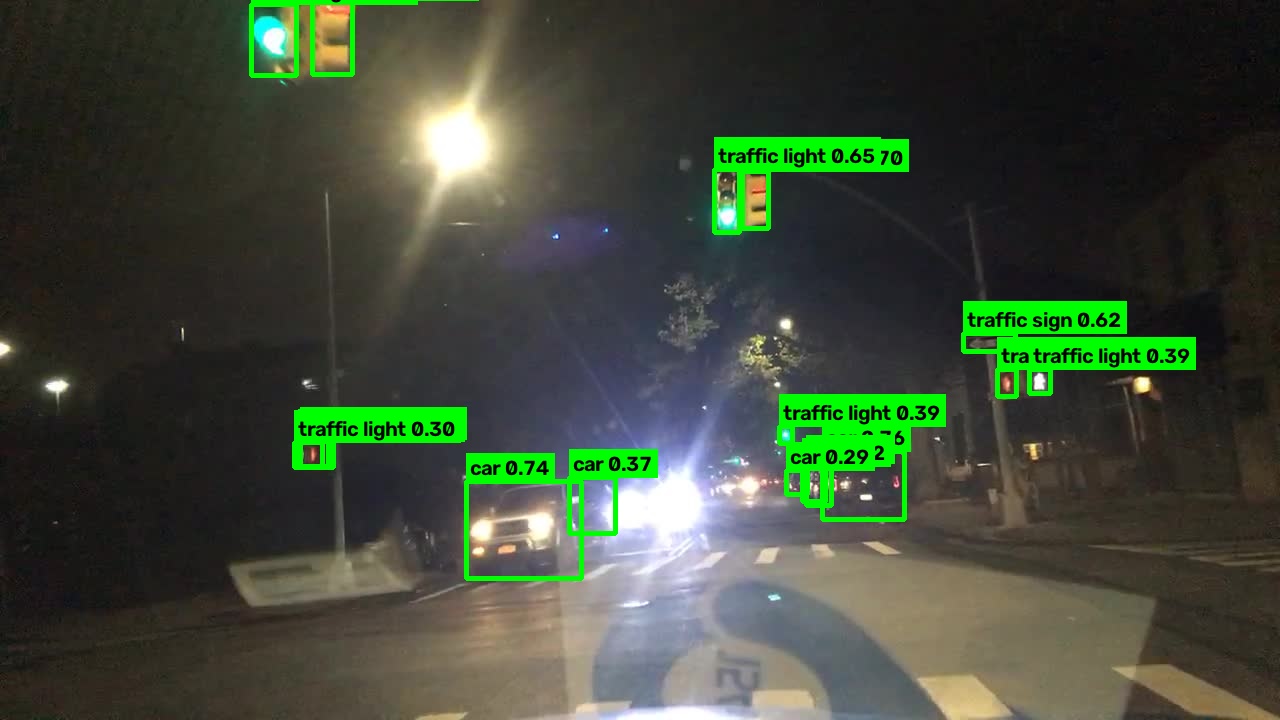 traffic light 0.65 70
traffic sign 0.62
tra traffic light 0.39
traffic light 0.39
traffic light 0.30
car 0.29 2
car 0.74
car 0.37